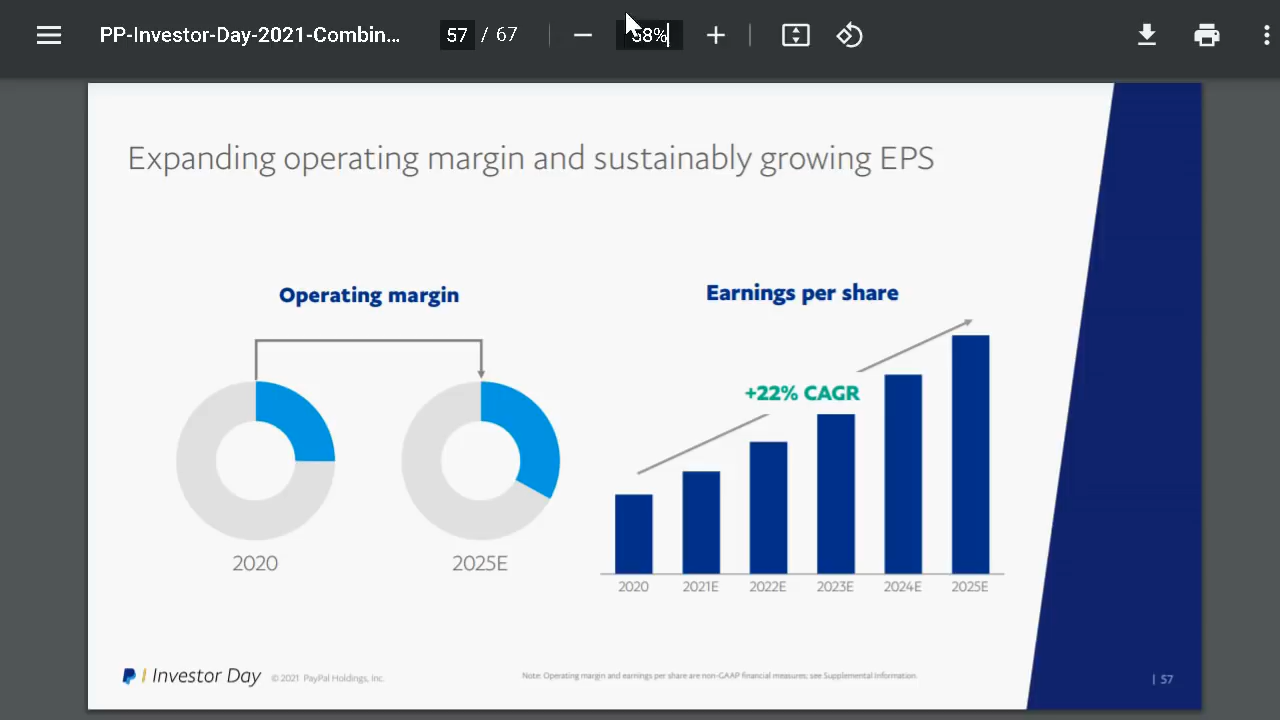 PP-Investor-Day-2021-Combin... 57 / 67 58%
Expanding operating margin and sustainably growing EPS
Operating margin
Earnings per share
+22% CAGR
2020 2025E
2020 2021E 2022E 2023E 2024E 2025E
Investor Day © 2021 PayPal Holdings, Inc.
Note: Operating margin and earnings per share are non-GAAP financial measures; see Supplemental Information
| 57